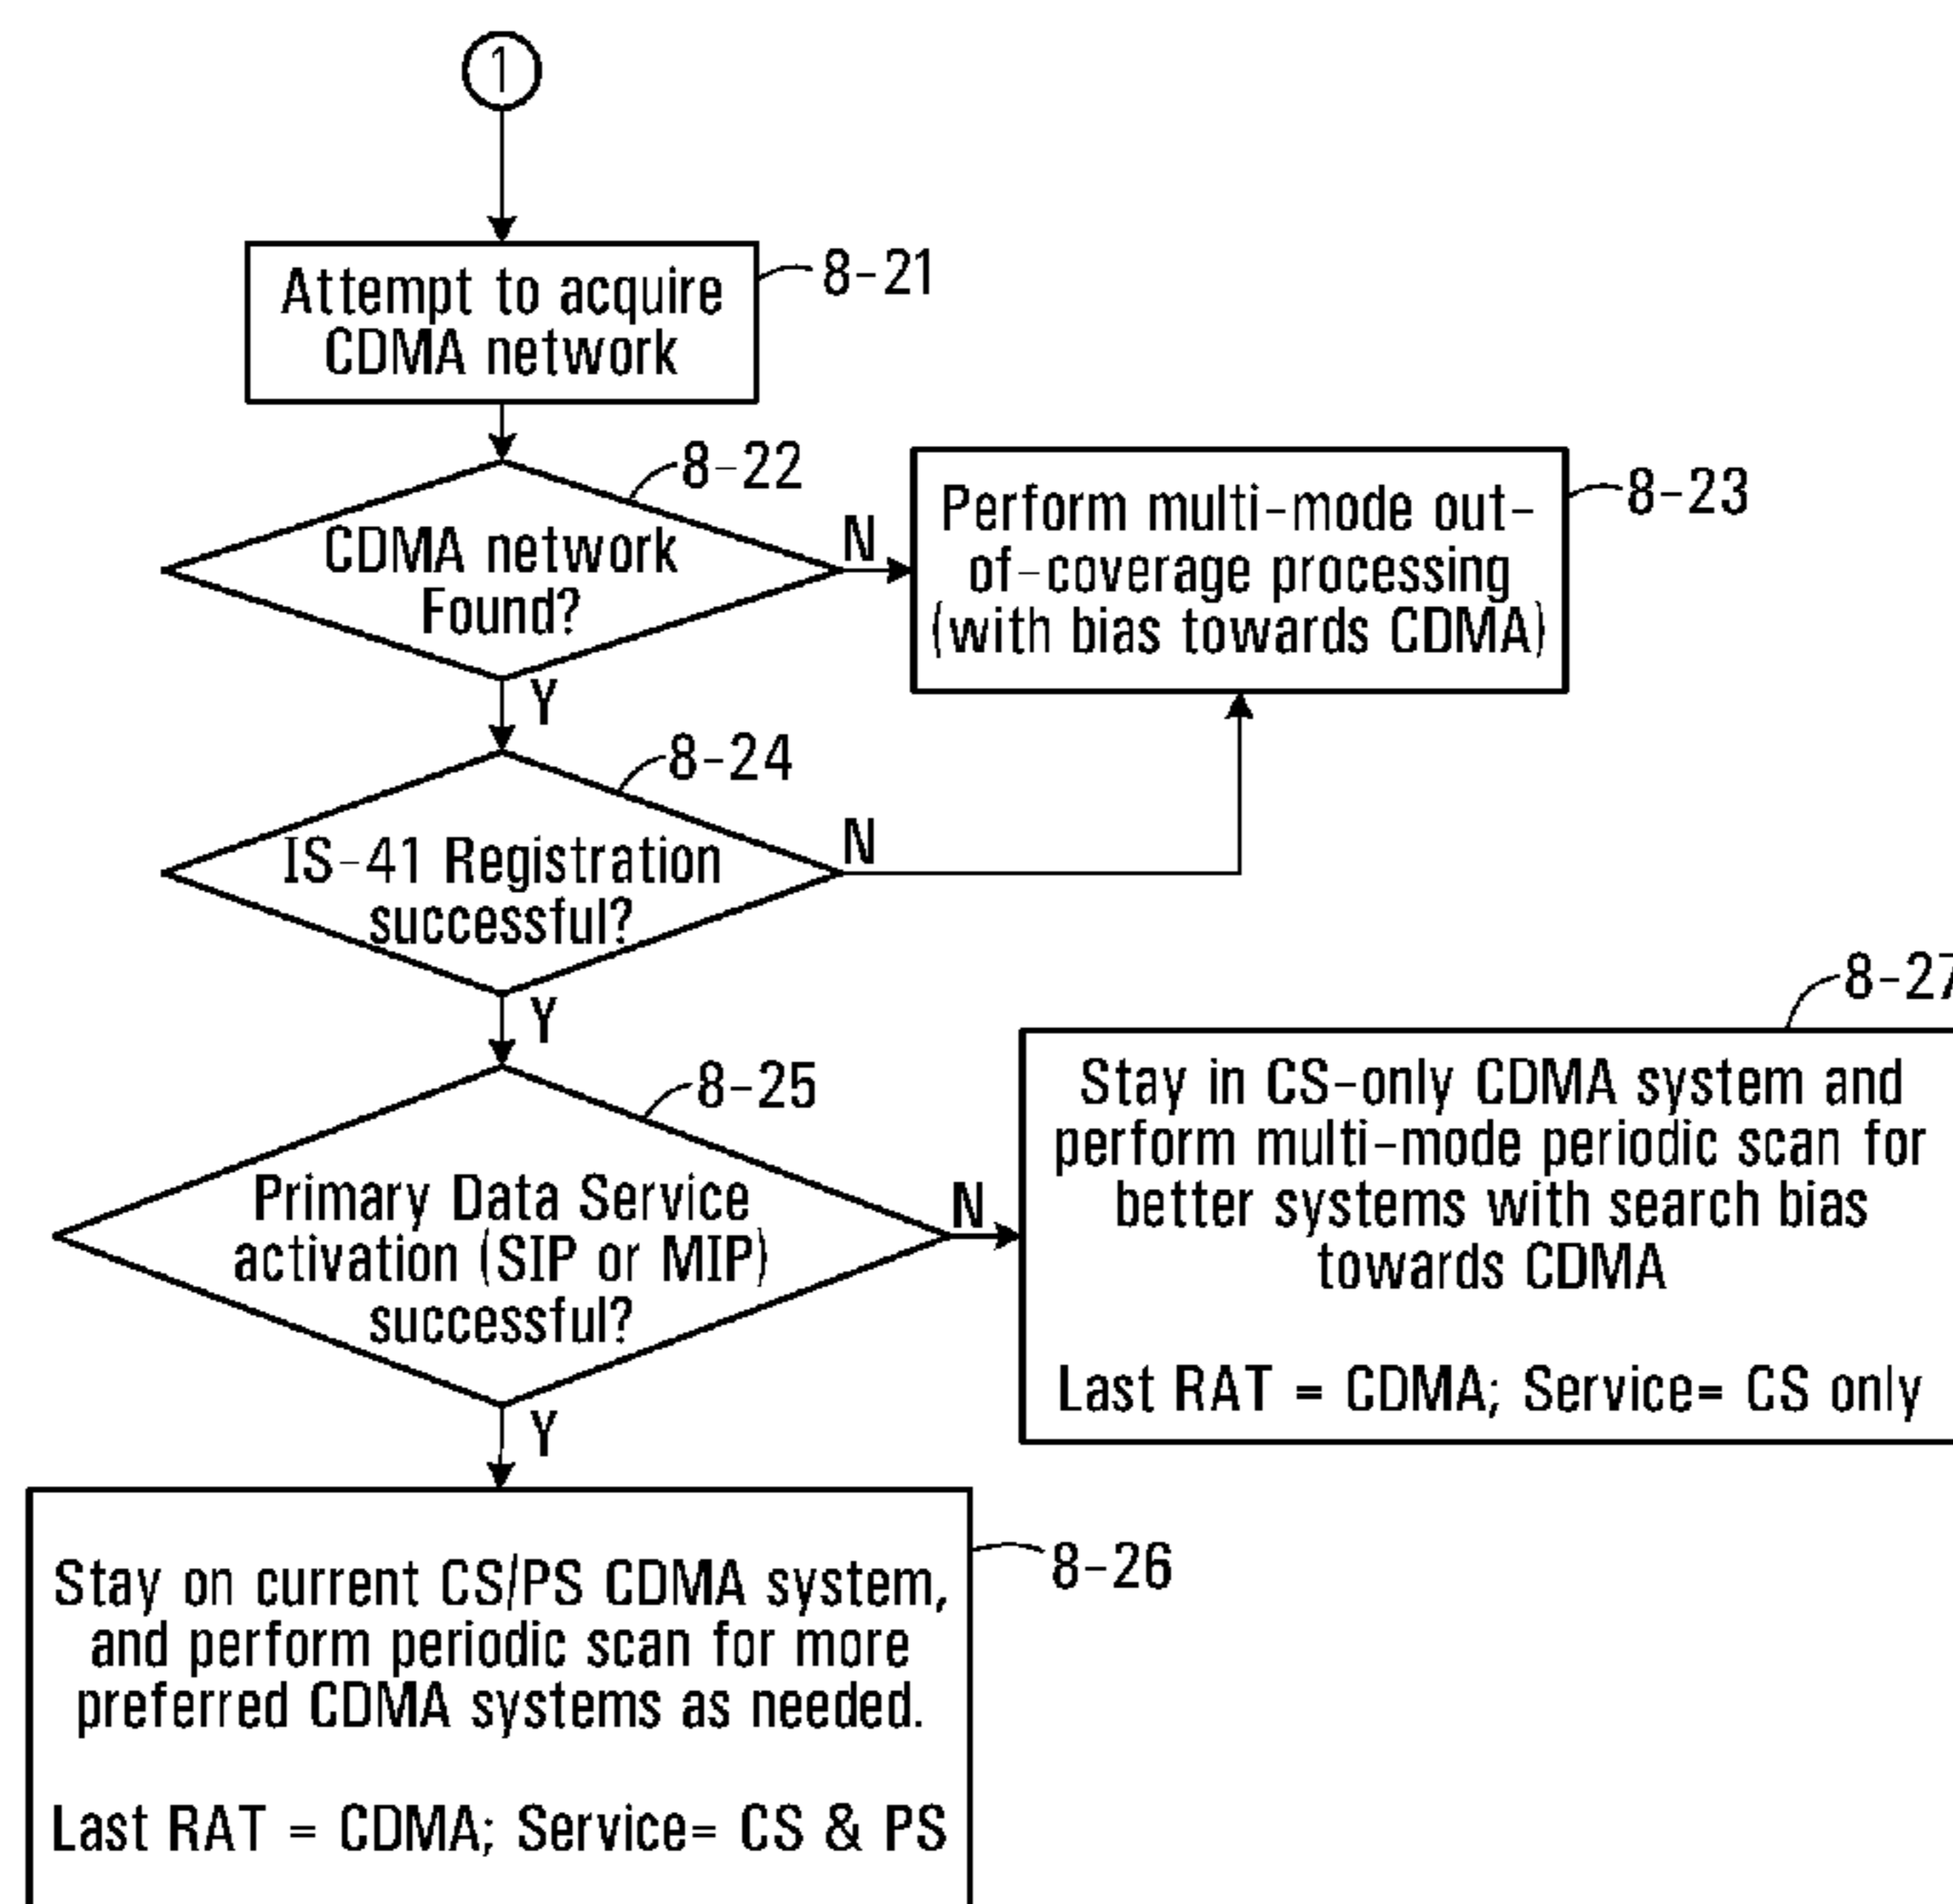 1
Attempt to acquire
CDMA network
8-21
8-22
CDMA network
Found?
N
Y
Perform multi-mode out-
of-coverage processing
(with bias towards CDMA)
8-23
8-24
IS-41 Registration
successful?
N
Y
8-25
Primary Data Service
activation (SIP or MIP)
successful?
N
Y
8-27
Stay in CS-only CDMA system and
perform multi-mode periodic scan for
better systems with search bias
towards CDMA
Last RAT = CDMA; Service= CS only
Stay on current CS/PS CDMA system,
and perform periodic scan for more
preferred CDMA systems as needed.
Last RAT = CDMA; Service= CS & PS
8-26